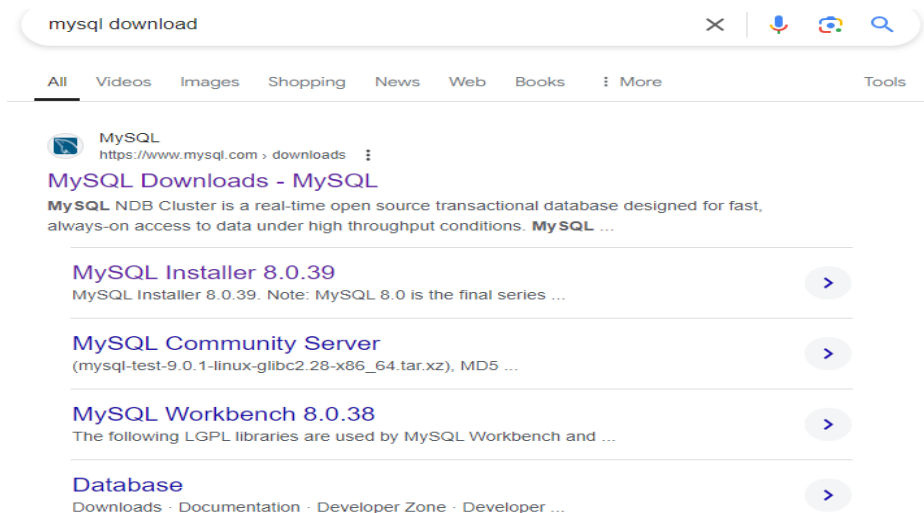 mysql download
All Videos Images Shopping News Web Books More Tools
MySQL
https://www.mysql.com › downloads
MySQL Downloads - MySQL
MySQL NDB Cluster is a real-time open source transactional database designed for fast,
always-on access to data under high throughput conditions. MySQL ...
MySQL Installer 8.0.39
MySQL Installer 8.0.39. Note: MySQL 8.0 is the final series ...
MySQL Community Server
(mysql-test-9.0.1-linux-glibc2.28-x86_64.tar.xz), MD5 ...
MySQL Workbench 8.0.38
The following LGPL libraries are used by MySQL Workbench and ...
Database
Downloads · Documentation · Developer Zone · Developer ...